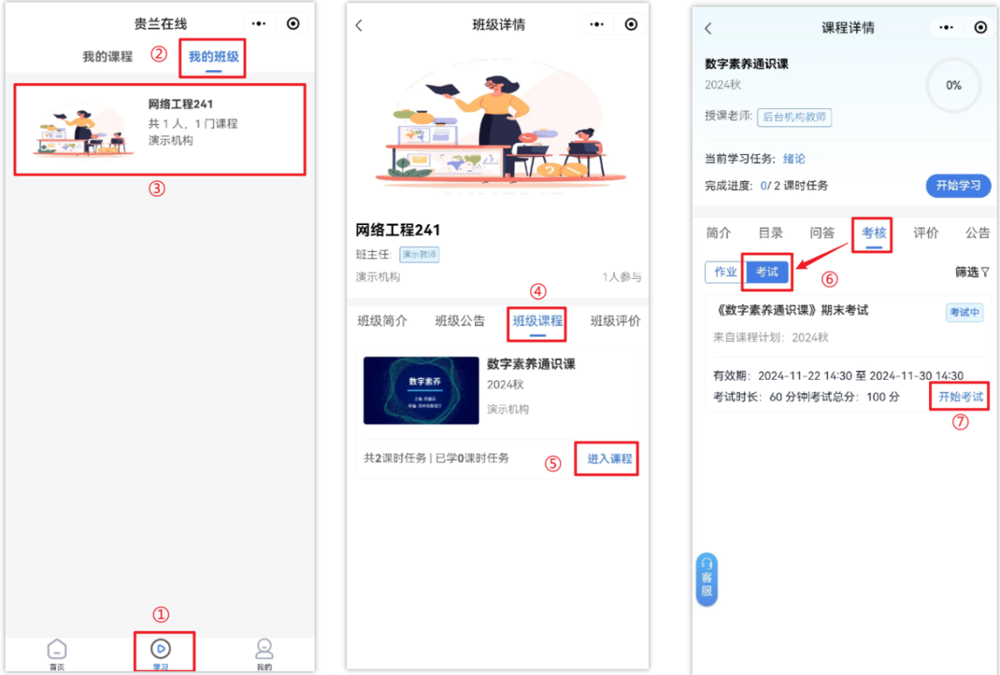 贵兰在线
我的课程 ② 我的班级
网络工程241
共 1 人，1 门课程
演示机构
③
①
首页 学习 我的
班级详情
网络工程241
班主任: 演示教师
演示机构 1人参与
④
班级简介 班级公告 班级课程 班级评价
数字素养通识课
2024秋
演示机构
数字素养
共2课时任务 | 已学0课时任务 ⑤ 进入课程
课程详情
数字素养通识课
2024秋
0%
授课老师: 后台机构教师
当前学习任务: 绪论
完成进度: 0/ 2 课时任务 开始学习
简介 目录 问答 考核 评价 公告
作业 考试 ⑥ 筛选
《数字素养通识课》期末考试 考试中
来自课程计划: 2024秋
有效期: 2024-11-22 14:30 至 2024-11-30 14:30
考试时长: 60 分钟|考试总分: 100 分 开始考试
⑦
客服